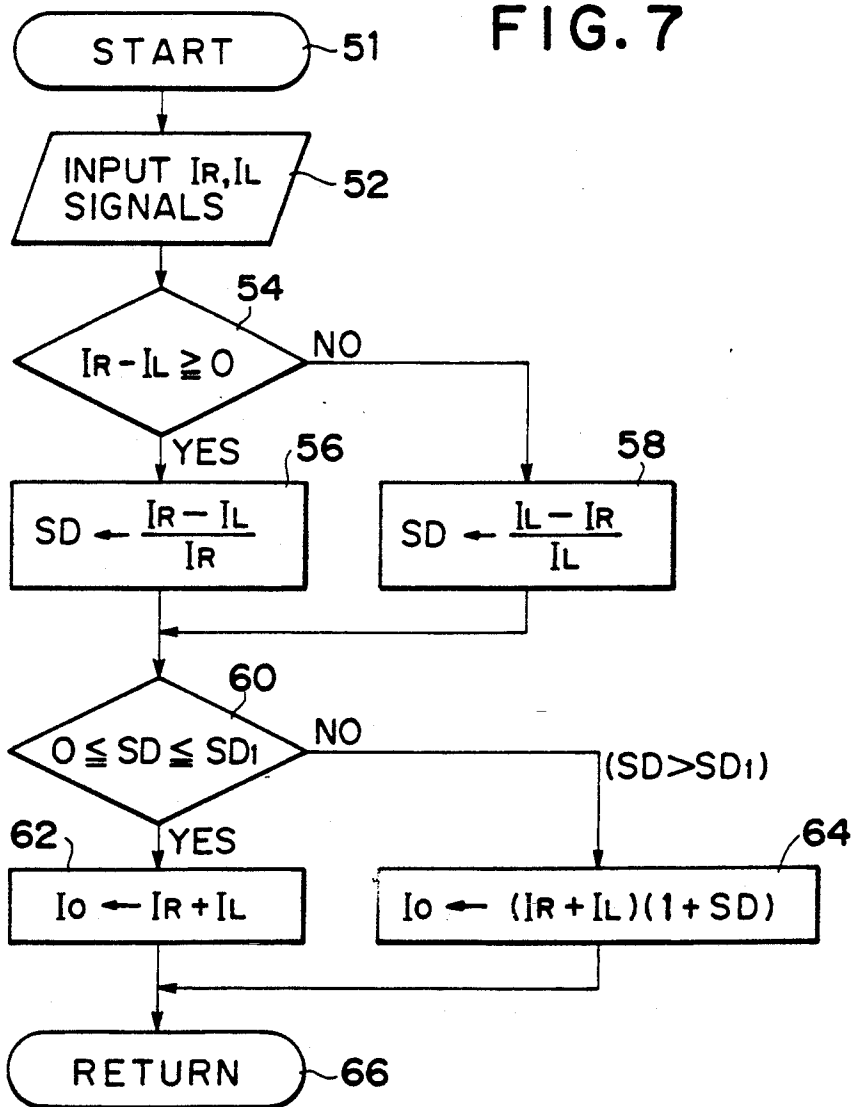 FIG. 7
START
51
INPUT IR, IL
SIGNALS
52
54
IR - IL ≧ 0
NO
YES
56
SD ← IR - IL / IR
58
SD ← IL - IR / IL
60
0 ≦ SD ≦ SD1
NO
(SD>SD1)
YES
62
IO ← IR + IL
64
IO ← (IR + IL)(1 + SD)
RETURN
66